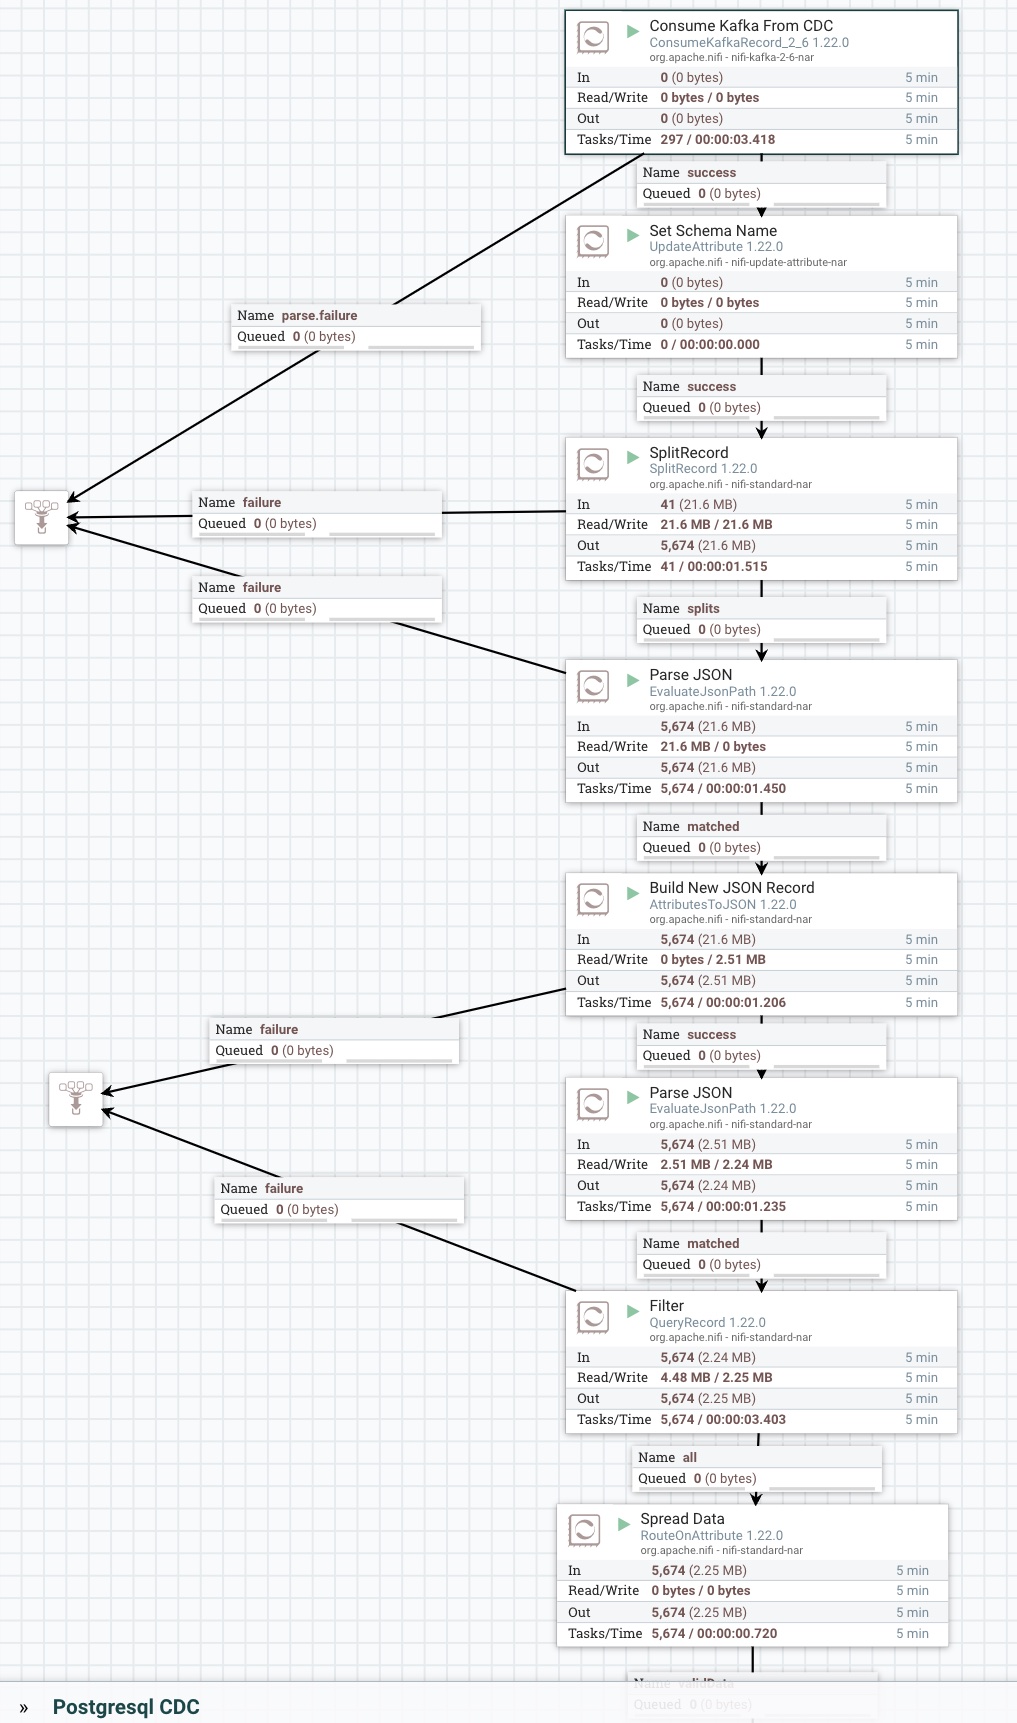 Consume Kafka From CDC
ConsumeKafkaRecord_2_6 1.22.0
org.apache.nifi - nifi-kafka-2-6-nar
In 0 (0 bytes) 5 min
Read/Write 0 bytes / 0 bytes 5 min
Out 0 (0 bytes) 5 min
Tasks/Time 297 / 00:00:03.418 5 min
Name success
Queued 0 (0 bytes)
Set Schema Name
UpdateAttribute 1.22.0
org.apache.nifi - nifi-update-attribute-nar
In 0 (0 bytes) 5 min
Read/Write 0 bytes / 0 bytes 5 min
Out 0 (0 bytes) 5 min
Tasks/Time 0 / 00:00:00.000 5 min
Name parse.failure
Queued 0 (0 bytes)
Name success
Queued 0 (0 bytes)
SplitRecord
SplitRecord 1.22.0
org.apache.nifi - nifi-standard-nar
In 41 (21.6 MB) 5 min
Read/Write 21.6 MB / 21.6 MB 5 min
Out 5,674 (21.6 MB) 5 min
Tasks/Time 41 / 00:00:01.515 5 min
Name failure
Queued 0 (0 bytes)
Name failure
Queued 0 (0 bytes)
Name splits
Queued 0 (0 bytes)
Parse JSON
EvaluateJsonPath 1.22.0
org.apache.nifi - nifi-standard-nar
In 5,674 (21.6 MB) 5 min
Read/Write 21.6 MB / 0 bytes 5 min
Out 5,674 (21.6 MB) 5 min
Tasks/Time 5,674 / 00:00:01.450 5 min
Name matched
Queued 0 (0 bytes)
Build New JSON Record
AttributesToJSON 1.22.0
org.apache.nifi - nifi-standard-nar
In 5,674 (21.6 MB) 5 min
Read/Write 0 bytes / 2.51 MB 5 min
Out 5,674 (2.51 MB) 5 min
Tasks/Time 5,674 / 00:00:01.206 5 min
Name failure
Queued 0 (0 bytes)
Name success
Queued 0 (0 bytes)
Parse JSON
EvaluateJsonPath 1.22.0
org.apache.nifi - nifi-standard-nar
In 5,674 (2.51 MB) 5 min
Read/Write 2.51 MB / 2.24 MB 5 min
Out 5,674 (2.24 MB) 5 min
Tasks/Time 5,674 / 00:00:01.235 5 min
Name failure
Queued 0 (0 bytes)
Name matched
Queued 0 (0 bytes)
Filter
QueryRecord 1.22.0
org.apache.nifi - nifi-standard-nar
In 5,674 (2.24 MB) 5 min
Read/Write 4.48 MB / 2.25 MB 5 min
Out 5,674 (2.25 MB) 5 min
Tasks/Time 5,674 / 00:00:03.403 5 min
Name all
Queued 0 (0 bytes)
Spread Data
RouteOnAttribute 1.22.0
org.apache.nifi - nifi-standard-nar
In 5,674 (2.25 MB) 5 min
Read/Write 0 bytes / 0 bytes 5 min
Out 5,674 (2.25 MB) 5 min
Tasks/Time 5,674 / 00:00:00.720 5 min
Name validData
Queued 0 (0 bytes)
» Postgresql CDC